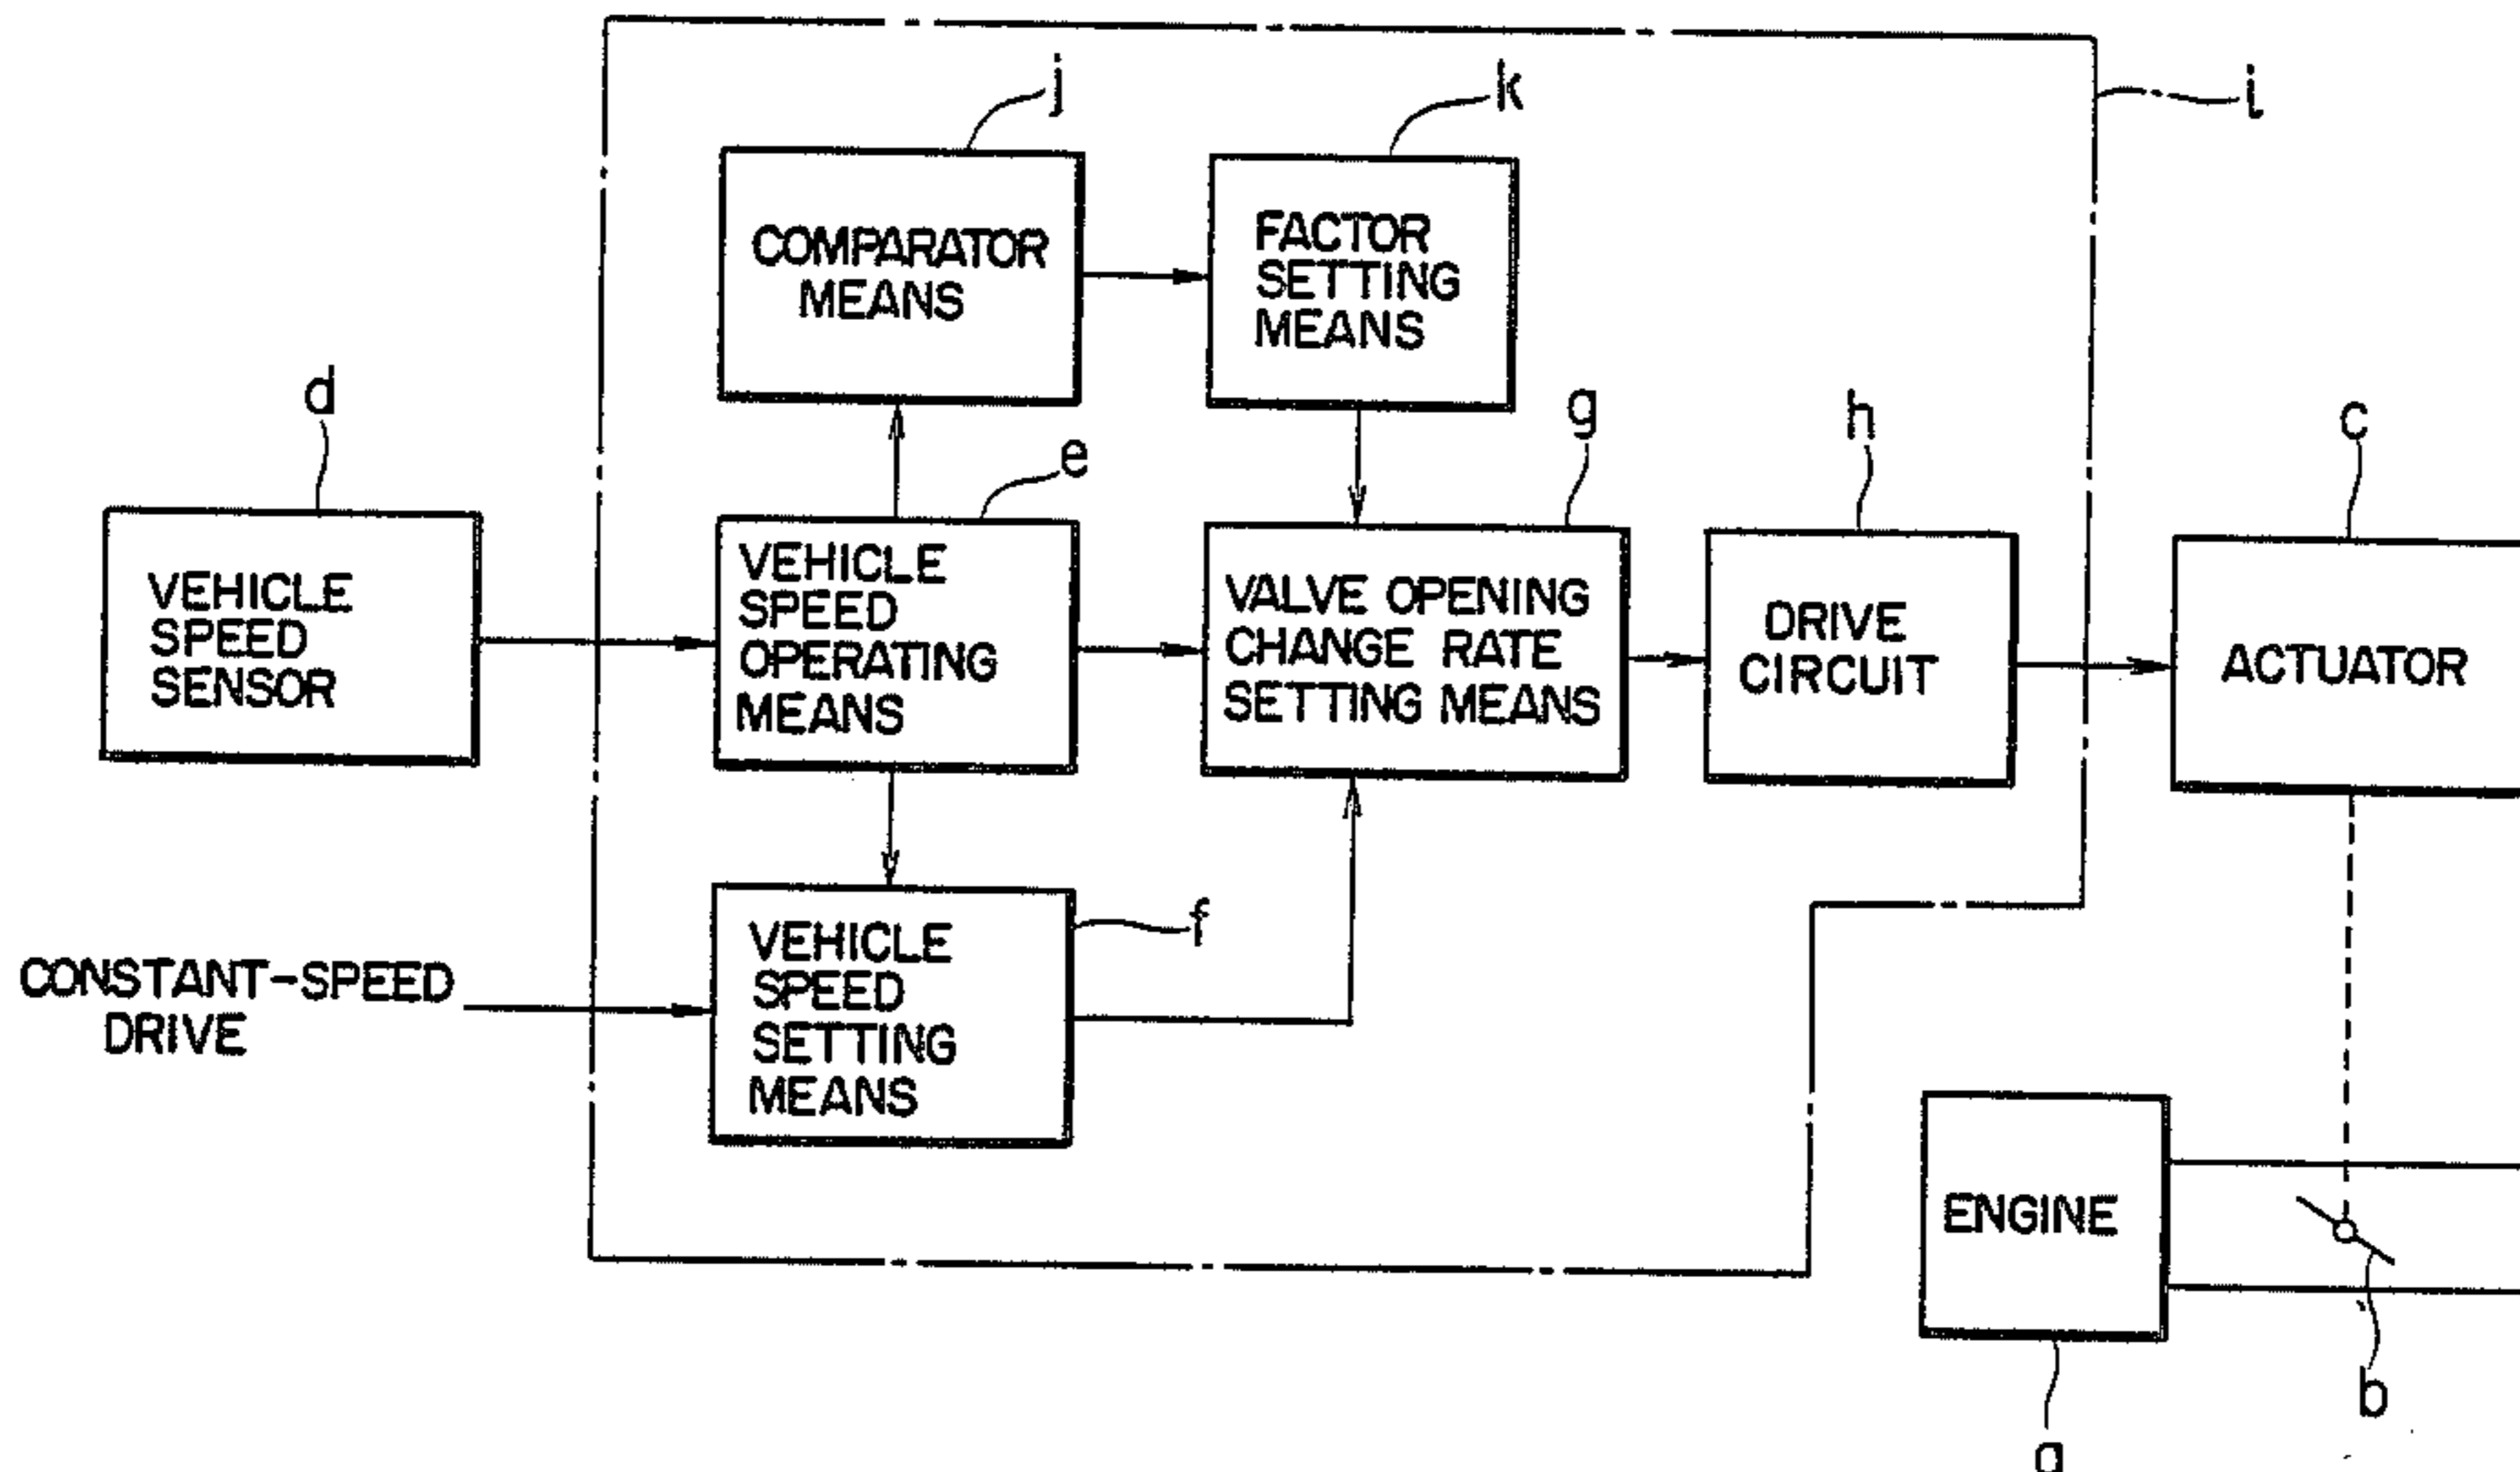 j
k
i
COMPARATOR
MEANS
FACTOR
SETTING
MEANS
d
e
g
h
c
VEHICLE
SPEED
SENSOR
VEHICLE
SPEED
OPERATING
MEANS
VALVE OPENING
CHANGE RATE
SETTING MEANS
DRIVE
CIRCUIT
ACTUATOR
f
CONSTANT-SPEED
DRIVE
VEHICLE
SPEED
SETTING
MEANS
ENGINE
b
a